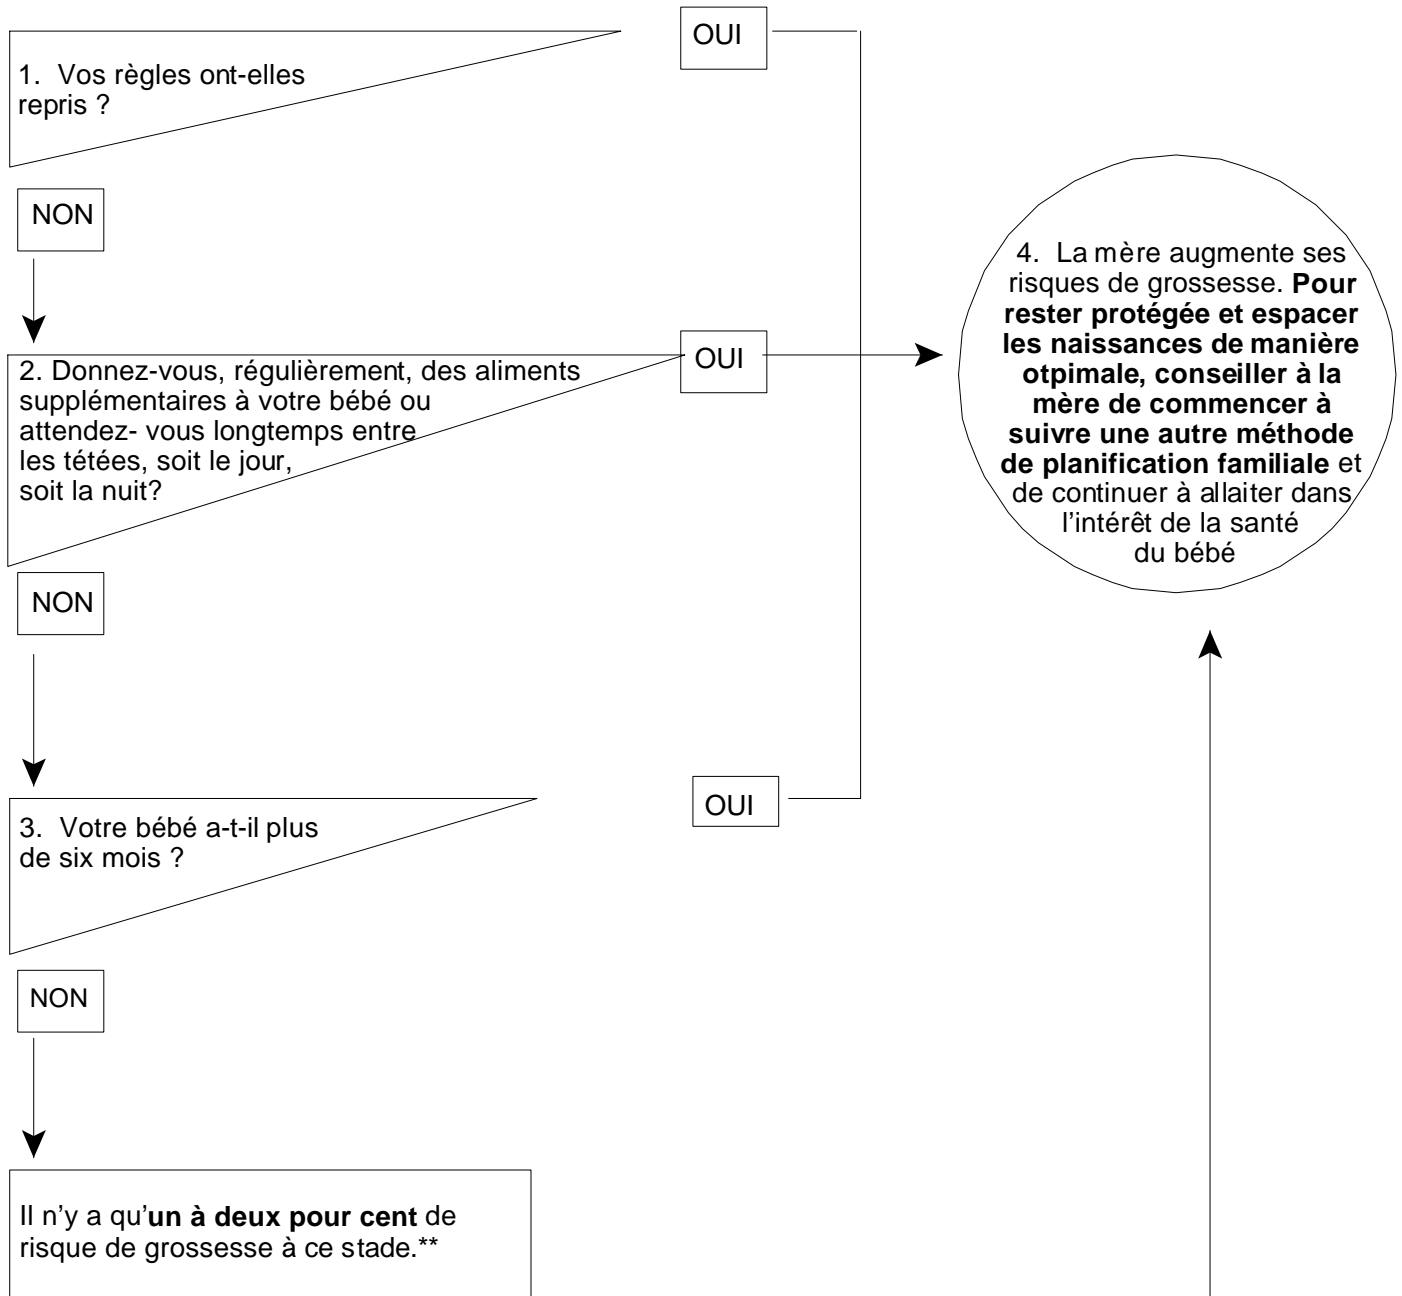 OUI
1. Vos règles ont-elles
repris ?
NON
4. La mère augmente ses
risques de grossesse. Pour
rester protégée et espacer
les naissances de manière
otpimale, conseiller à la
mère de commencer à
suivre une autre méthode
de planification familiale et
de continuer à allaiter dans
l'intérêt de la santé
du bébé
OUI
2. Donnez-vous, régulièrement, des aliments
supplémentaires à votre bébé ou
attendez- vous longtemps entre
les tétées, soit le jour,
soit la nuit?
NON
OUI
3. Votre bébé a-t-il plus
de six mois ?
NON
Il n'y a qu'un à deux pour cent de
risque de grossesse à ce stade.**